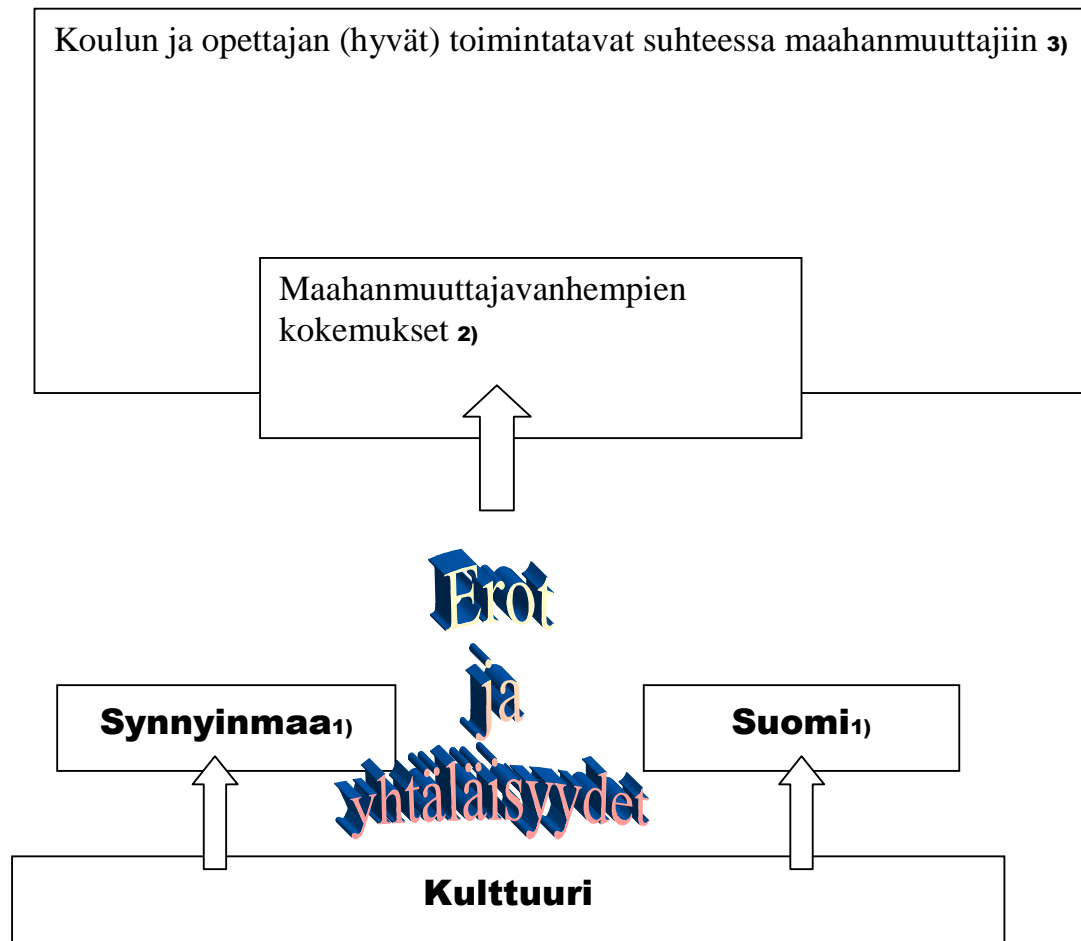 Koulun ja opettajan (hyvät) toimintatavat suhteessa maahanmuuttajiin 3)
Maahanmuuttajavanhempien
kokemukset 2)
Erot
ja
yhtäläisyydet
Synnyinmaa1)
Suomi1)
Kulttuuri